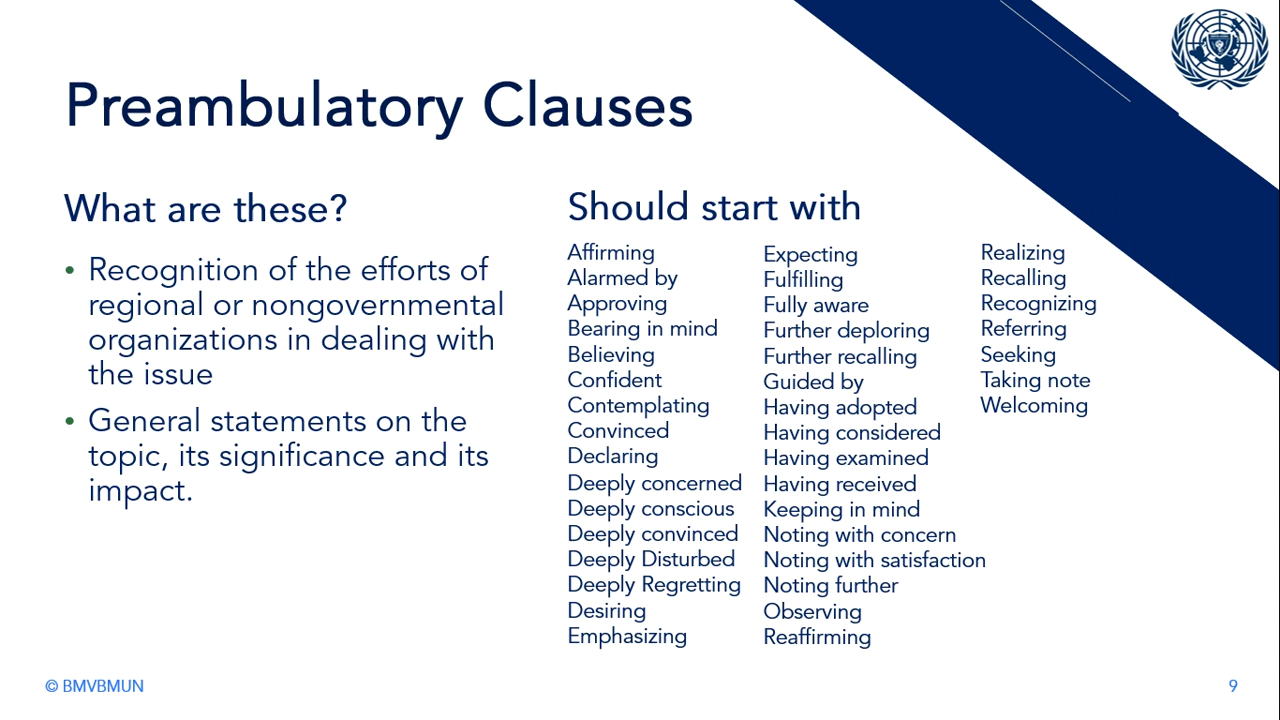 Preambulatory Clauses
What are these?
• Recognition of the efforts of
regional or nongovernmental
organizations in dealing with
the issue
• General statements on the
topic, its significance and its
impact.
Should start with
Affirming
Alarmed by
Approving
Bearing in mind
Believing
Confident
Contemplating
Convinced
Declaring
Deeply concerned
Deeply conscious
Deeply convinced
Deeply Disturbed
Deeply Regretting
Desiring
Emphasizing
Expecting
Fulfilling
Fully aware
Further deploring
Further recalling
Guided by
Having adopted
Having considered
Having examined
Having received
Keeping in mind
Noting with concern
Noting with satisfaction
Noting further
Observing
Reaffirming
Realizing
Recalling
Recognizing
Referring
Seeking
Taking note
Welcoming
© BMVBMUN
9